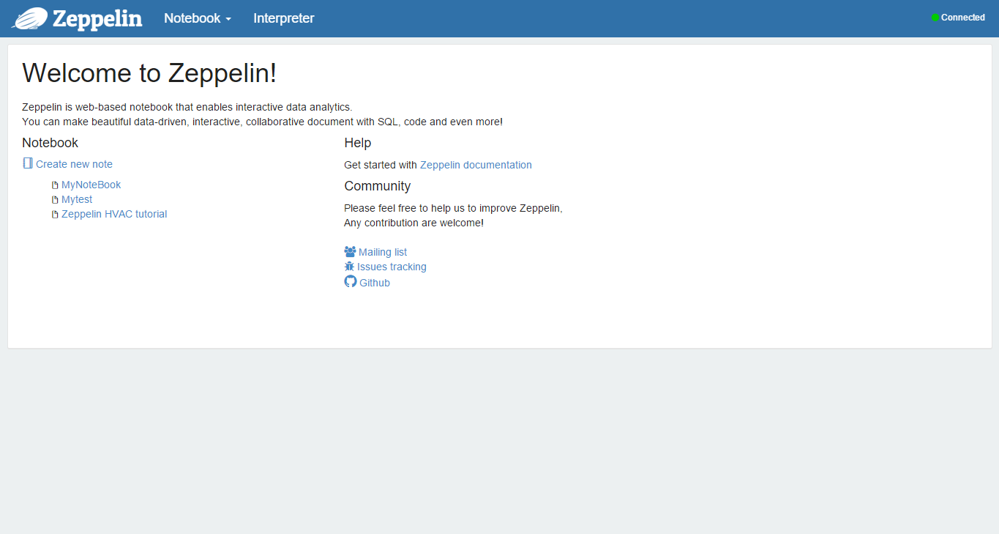 Zeppelin Notebook Interpreter Connected
Welcome to Zeppelin!
Zeppelin is web-based notebook that enables interactive data analytics.
You can make beautiful data-driven, interactive, collaborative document with SQL, code and even more!
Notebook
Create new note
MyNoteBook
Mytest
Zeppelin HVAC tutorial
Help
Get started with Zeppelin documentation
Community
Please feel free to help us to improve Zeppelin,
Any contribution are welcome!
Mailing list
Issues tracking
Github